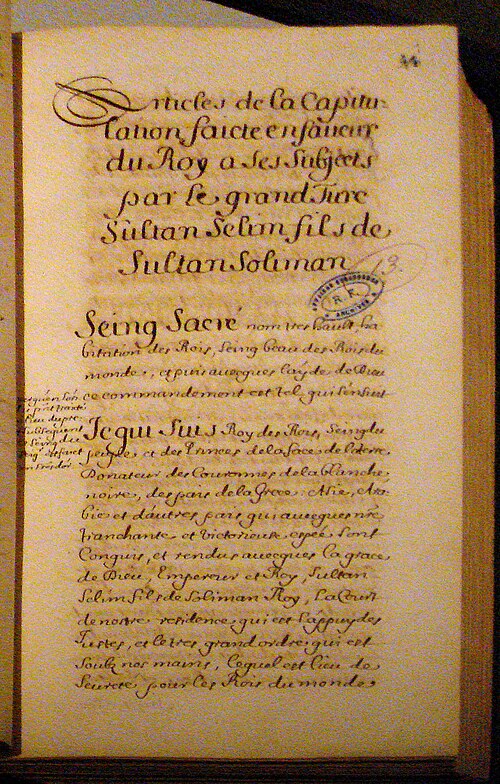 44
Articles de la Capitu-
lation faicte en faveur
du Roy a ses subjects
par le grand Turc
Sultan Selim fils de
Sultan Soliman
13.
AFFAIRES ETRANGERES
R.F.
ARCHIVES
Seing Sacré nom tres hault, ha
bitation des Rois, Seing beau des Rois du
monde, et puis avecques l'ayde de Dieu
ce commandement est tel qui s'ensuit
Je qui suis Roy des Rois, Seing du
et des Princes de la face de la terre
Donateur des Couronnes de la blanche,
noire, des pais de la Grece, Asie, Ara
bie et d'autres pais qui avecques nre
tranchante et victorieuse espée sont
Conquis, et rendus avecques la grace
de Dieu, Empereur et Roy, Sultan
Selim fils de Soliman Roy, la Court
de nostre residence qui est l'appuy des
Justes, et le tres grand ordre qui est
soubz nos mains, lequel est lieu de
seureté pour les Rois du monde